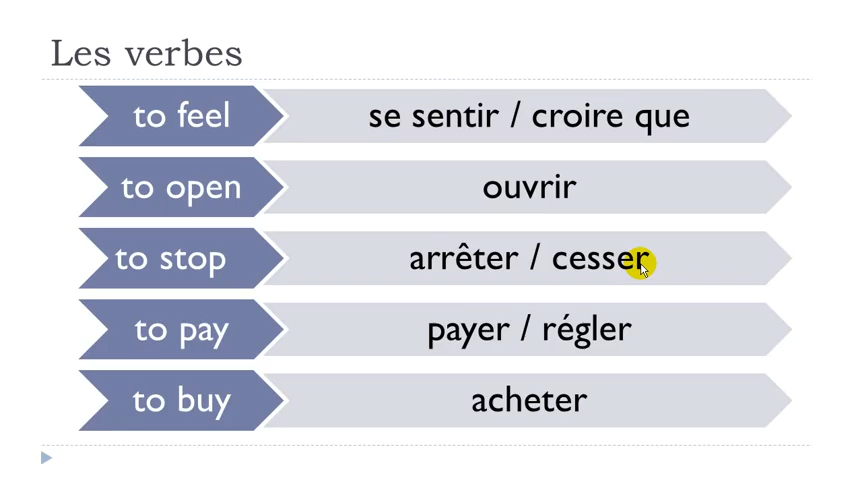 Les verbes
to feel se sentir / croire que
to open ouvrir
to stop arrêter / cesser
to pay payer / régler
to buy acheter